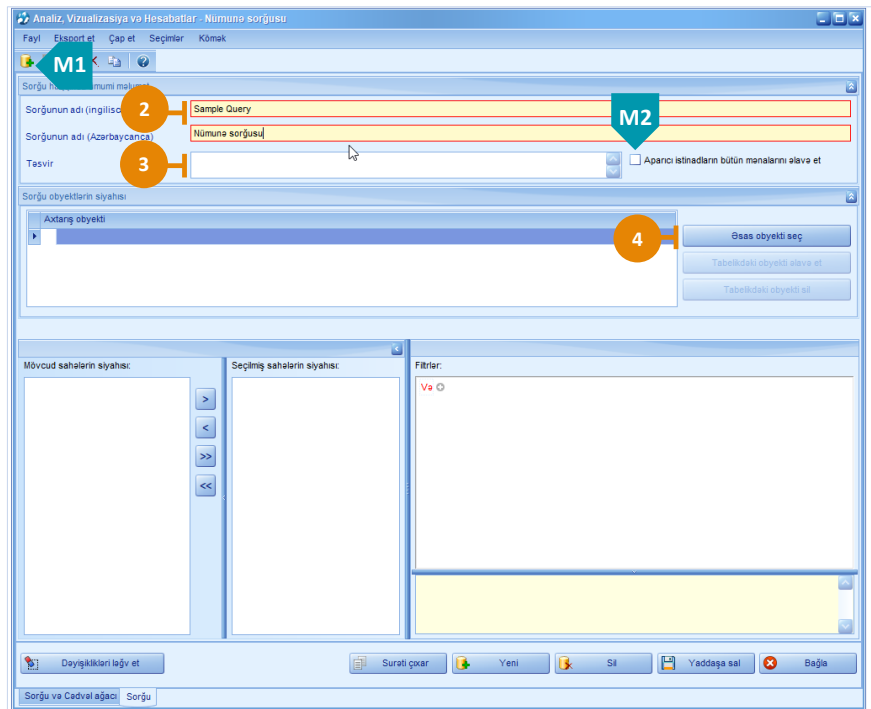 Analiz, Vizualizasiya və Hesabatlar - Nümunə sorğusu
Fayl Eksport et Çap et Seçimlər Kömək
M1
Sorğu h umumi məlumat
Sorğunun adı (ingilisc 2 Sample Query
M2
Sorğunun adı (Azərbaycanca) Nümunə sorğusu
Təsvir 3 Aparıcı istinadların bütün mənalarını əlavə et
Sorğu obyektlərin siyahısı
Axtarış obyekti
4 Əsas obyekti seç
Tabelikdəki obyekti əlavə et
Tabelikdəki obyekti sil
Mövcud sahələrin siyahısı: Seçilmiş sahələrin siyahısı: Filtrlər:
Və
>
<
>>
<<
Dəyişiklikləri ləğv et Surəti çıxar Yeni Sil Yaddaşa sal Bağla
Sorğu və Cədvəl ağacı Sorğu